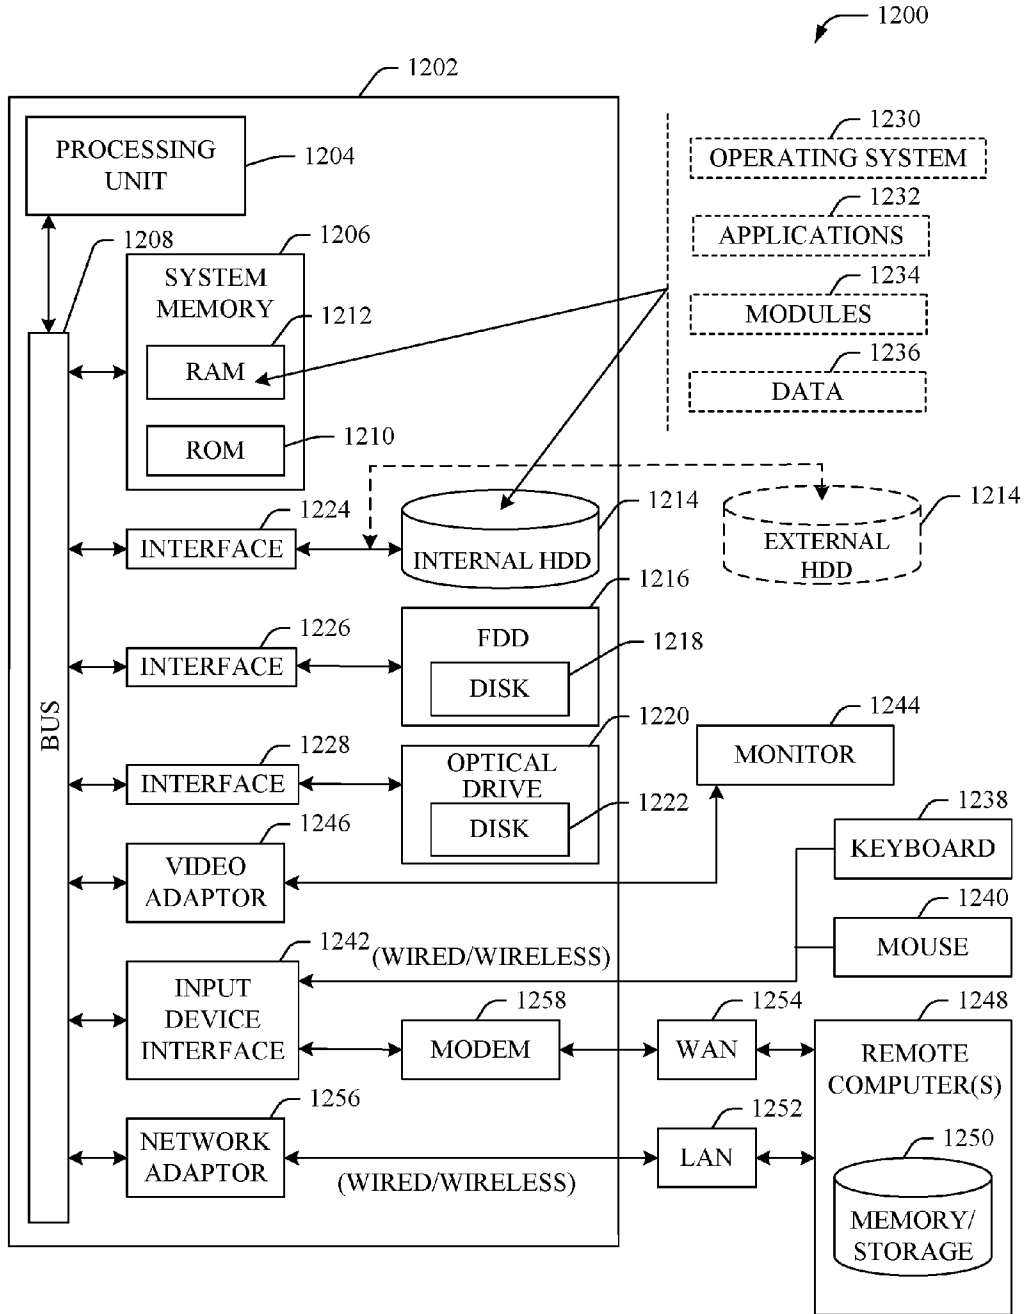 1200
1202
PROCESSING
UNIT
1204
1208
1206
SYSTEM
MEMORY
1212
RAM
ROM
1210
1230
OPERATING SYSTEM
1232
APPLICATIONS
1234
MODULES
1236
DATA
1224
INTERFACE
INTERNAL HDD
1214
EXTERNAL
HDD
1214
1216
1226
INTERFACE
FDD
1218
DISK
BUS
1220
1228
INTERFACE
OPTICAL
DRIVE
1222
DISK
1244
MONITOR
1246
VIDEO
ADAPTOR
1238
KEYBOARD
1240
MOUSE
1242
(WIRED/WIRELESS)
INPUT
DEVICE
INTERFACE
1258
MODEM
1254
WAN
1248
REMOTE
COMPUTER(S)
1256
NETWORK
ADAPTOR
(WIRED/WIRELESS)
1252
LAN
1250
MEMORY/
STORAGE